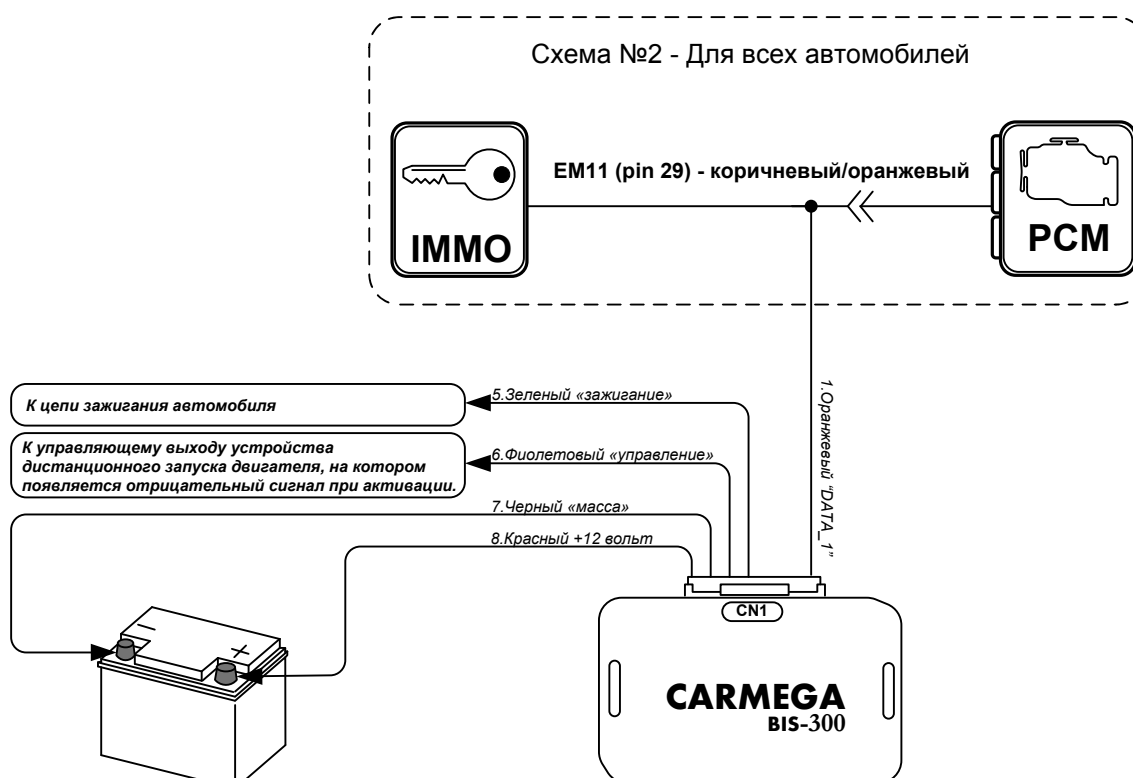 Схема №2 - Для всех автомобилей
EM11 (pin 29) - коричневый/оранжевый
IMMO
PCM
1.Оранжевый “DATA_1”
5.Зеленый «зажигание»
К цепи зажигания автомобиля
6.Фиолетовый «управление»
К управляющему выходу устройства
дистанционного запуска двигателя, на котором
появляется отрицательный сигнал при активации.
7.Черный «масса»
8.Красный +12 вольт
CN1
CARMEGA
BIS-300